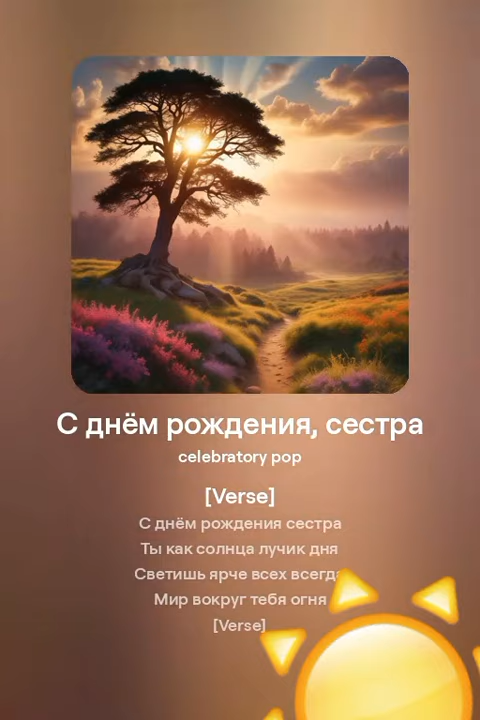 С днём рождения, сестра
celebratory pop
[Verse]
С днём рождения сестра
Ты как солнца лучик дня
Светишь ярче всех всегда
Мир вокруг тебя огня
[Verse]